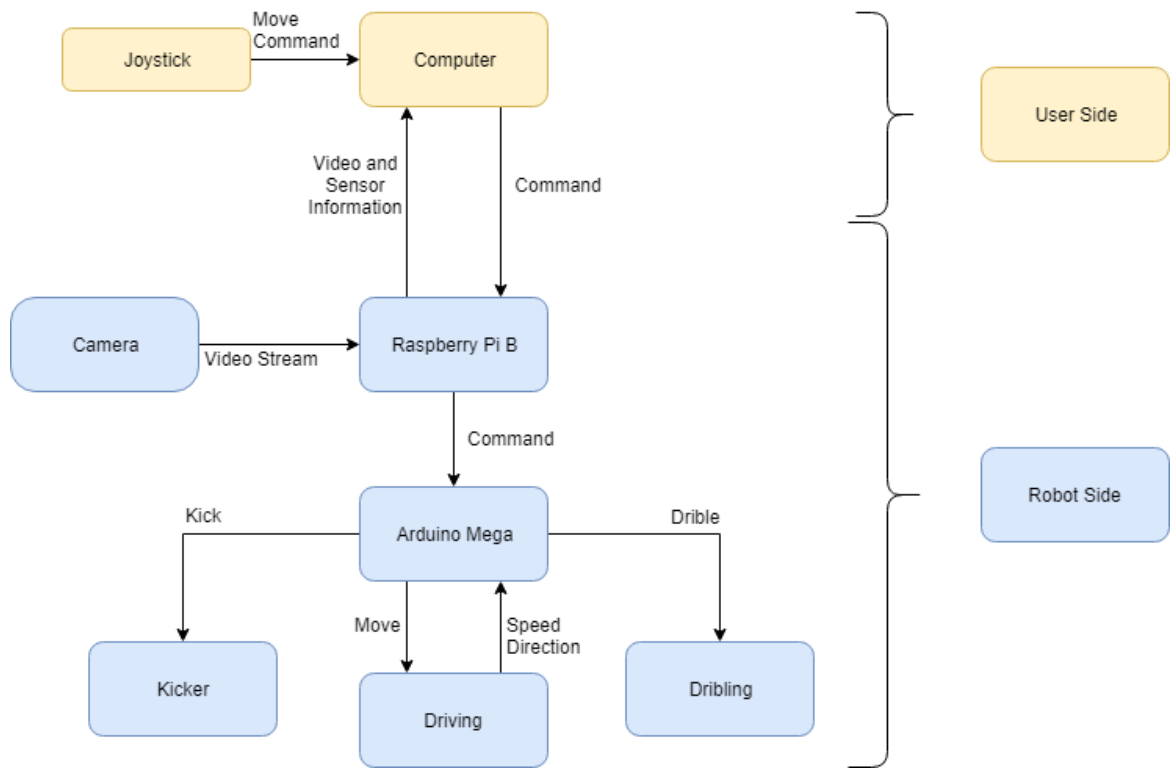 Move
Command
Joystick
Computer
User Side
Video and
Sensor
Information
Command
Camera
Video Stream
Raspberry Pi B
Command
Robot Side
Kick
Arduino Mega
Drible
Move
Speed
Direction
Kicker
Driving
Dribling